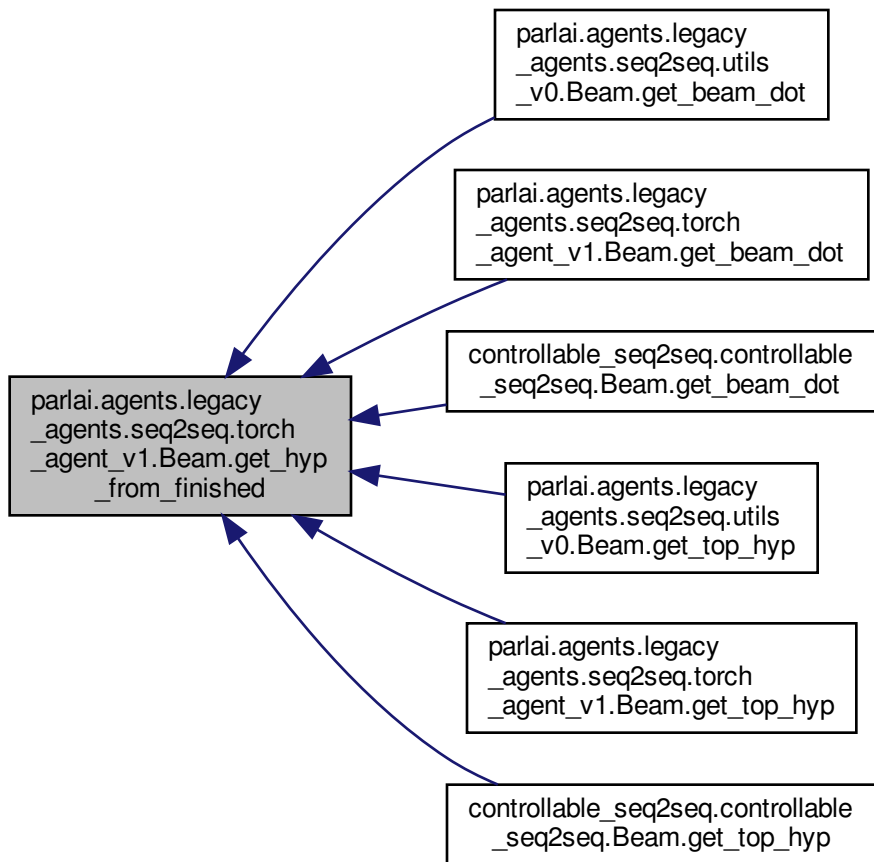 parlai.agents.legacy
_agents.seq2seq.utils
_v0.Beam.get_beam_dot
parlai.agents.legacy
_agents.seq2seq.torch
_agent_v1.Beam.get_beam_dot
controllable_seq2seq.controllable
_seq2seq.Beam.get_beam_dot
parlai.agents.legacy
_agents.seq2seq.torch
_agent_v1.Beam.get_hyp
_from_finished
parlai.agents.legacy
_agents.seq2seq.utils
_v0.Beam.get_top_hyp
parlai.agents.legacy
_agents.seq2seq.torch
_agent_v1.Beam.get_top_hyp
controllable_seq2seq.controllable
_seq2seq.Beam.get_top_hyp